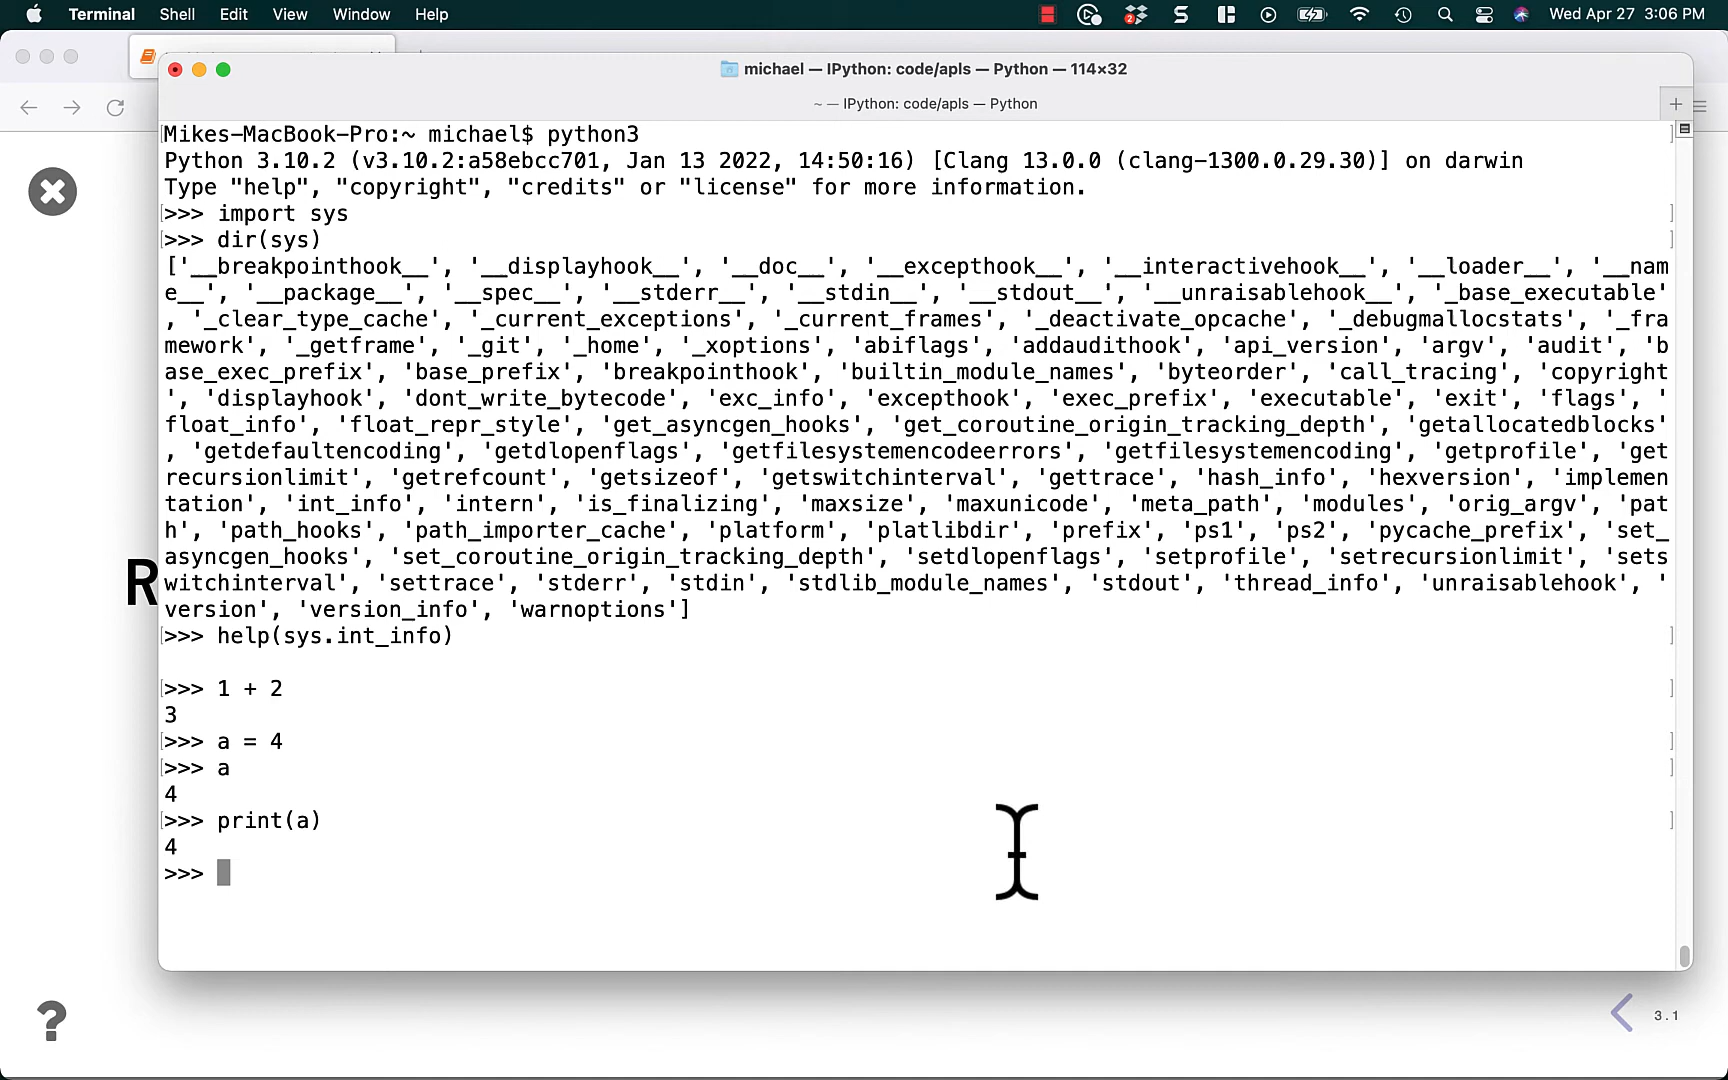 Terminal Shell Edit View Window Help 2 Wed Apr 27 3:06 PM
michael — IPython: code/apls — Python — 114×32
~ — IPython: code/apls — Python +
Mikes-MacBook-Pro:~ michael$ python3
Python 3.10.2 (v3.10.2:a58ebcc701, Jan 13 2022, 14:50:16) [Clang 13.0.0 (clang-1300.0.29.30)] on darwin
Type "help", "copyright", "credits" or "license" for more information.
>>> import sys
>>> dir(sys)
['__breakpointhook__', '__displayhook__', '__doc__', '__excepthook__', '__interactivehook__', '__loader__', '__nam
e__', '__package__', '__spec__', '__stderr__', '__stdin__', '__stdout__', '__unraisablehook__', '_base_executable'
, '_clear_type_cache', '_current_exceptions', '_current_frames', '_deactivate_opcache', '_debugmallocstats', '_fra
mework', '_getframe', '_git', '_home', '_xoptions', 'abiflags', 'addaudithook', 'api_version', 'argv', 'audit', 'b
ase_exec_prefix', 'base_prefix', 'breakpointhook', 'builtin_module_names', 'byteorder', 'call_tracing', 'copyright
', 'displayhook', 'dont_write_bytecode', 'exc_info', 'excepthook', 'exec_prefix', 'executable', 'exit', 'flags', '
float_info', 'float_repr_style', 'get_asyncgen_hooks', 'get_coroutine_origin_tracking_depth', 'getallocatedblocks'
, 'getdefaultencoding', 'getdlopenflags', 'getfilesystemencodeerrors', 'getfilesystemencoding', 'getprofile', 'get
recursionlimit', 'getrefcount', 'getsizeof', 'getswitchinterval', 'gettrace', 'hash_info', 'hexversion', 'implemen
tation', 'int_info', 'intern', 'is_finalizing', 'maxsize', 'maxunicode', 'meta_path', 'modules', 'orig_argv', 'pat
h', 'path_hooks', 'path_importer_cache', 'platform', 'platlibdir', 'prefix', 'ps1', 'ps2', 'pycache_prefix', 'set_
asyncgen_hooks', 'set_coroutine_origin_tracking_depth', 'setdlopenflags', 'setprofile', 'setrecursionlimit', 'sets
witchinterval', 'settrace', 'stderr', 'stdin', 'stdlib_module_names', 'stdout', 'thread_info', 'unraisablehook', '
version', 'version_info', 'warnoptions']
R
>>> help(sys.int_info)
>>> 1 + 2
3
>>> a = 4
>>> a
4
>>> print(a)
4
>>>
?
3.1